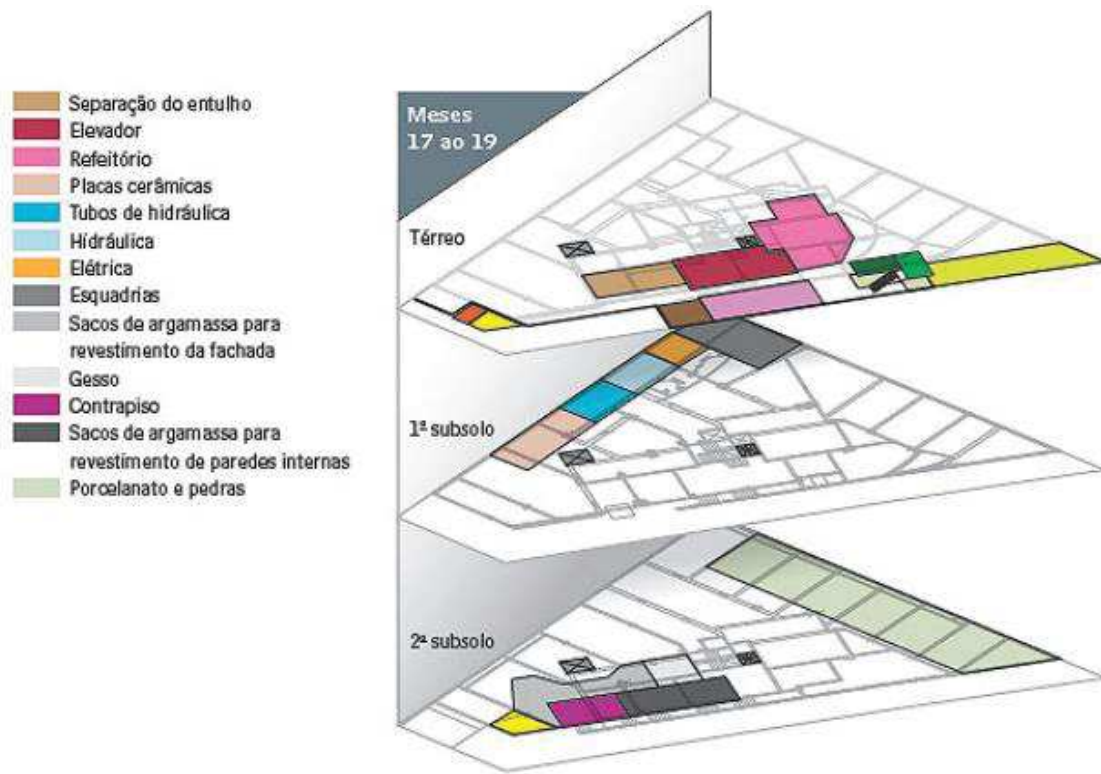 Separação do entulho
Elevador
Refeitório
Placas cerâmicas
Tubos de hidráulica
Hidráulica
Elétrica
Esquadrias
Sacos de argamassa para
revestimento da fachada
Gesso
Contrapiso
Sacos de argamassa para
revestimento de paredes internas
Porcelanato e pedras
Meses
17 ao 19
Térreo
1º subsolo
2º subsolo